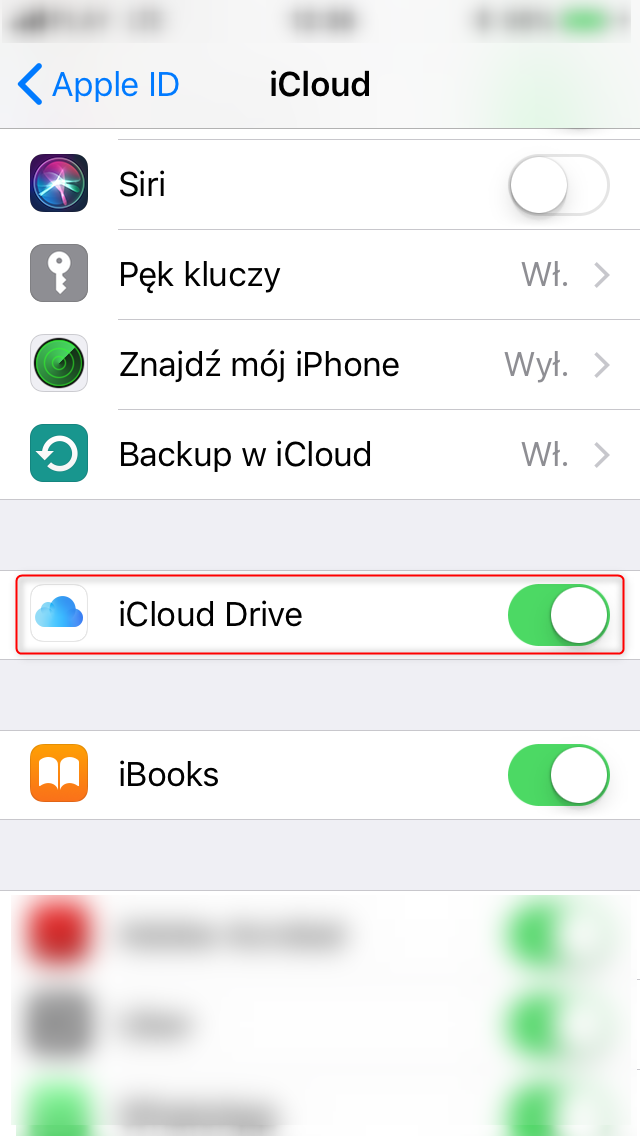 Apple ID
iCloud
Siri
Pęk kluczy Wł.
Znajdź mój iPhone Wył.
Backup w iCloud Wł.
iCloud Drive
iBooks